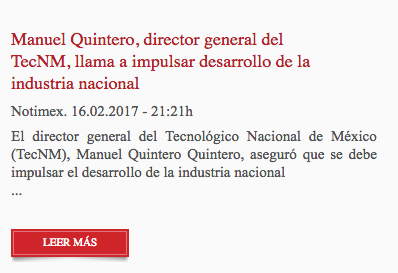 Manuel Quintero, director general del
TecNM, llama a impulsar desarrollo de la
industria nacional
Notimex. 16.02.2017 - 21:21h
El director general del Tecnológico Nacional de México
(TecNM), Manuel Quintero Quintero, aseguró que se debe
impulsar el desarrollo de la industria nacional
...
LEER MÁS